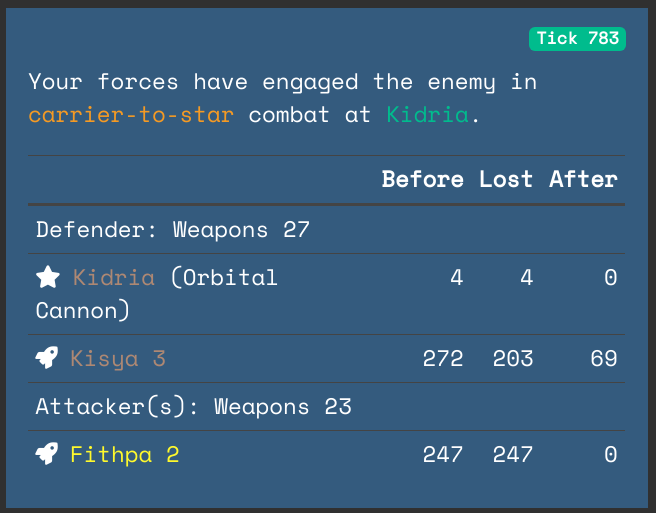 Tick 783
Your forces have engaged the enemy in
carrier-to-star combat at Kidria.
Before Lost After
Defender: Weapons 27
Kidria (Orbital 4 4 0
Cannon)
Kisya 3 272 203 69
Attacker(s): Weapons 23
Fithpa 2 247 247 0